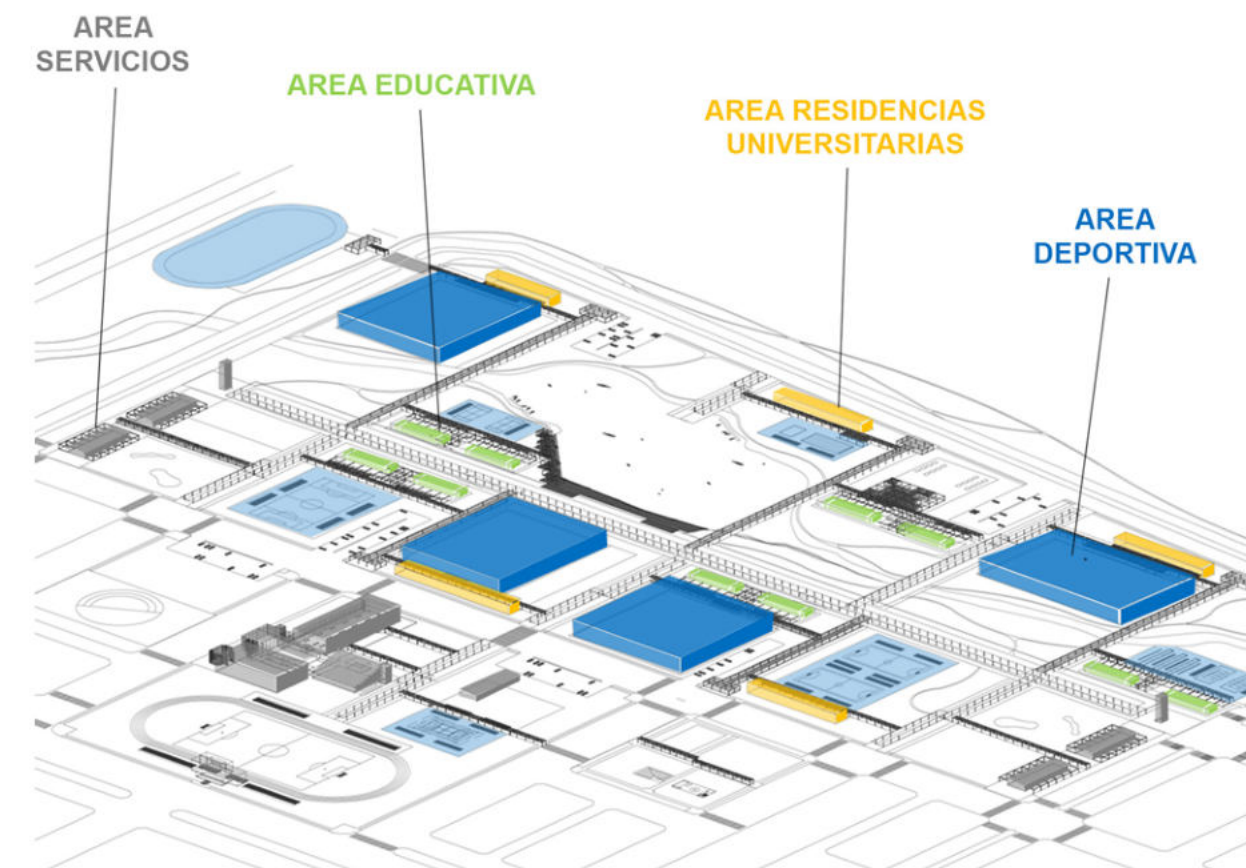 AREA
SERVICIOS
AREA EDUCATIVA
AREA RESIDENCIAS
UNIVERSITARIAS
AREA
DEPORTIVA